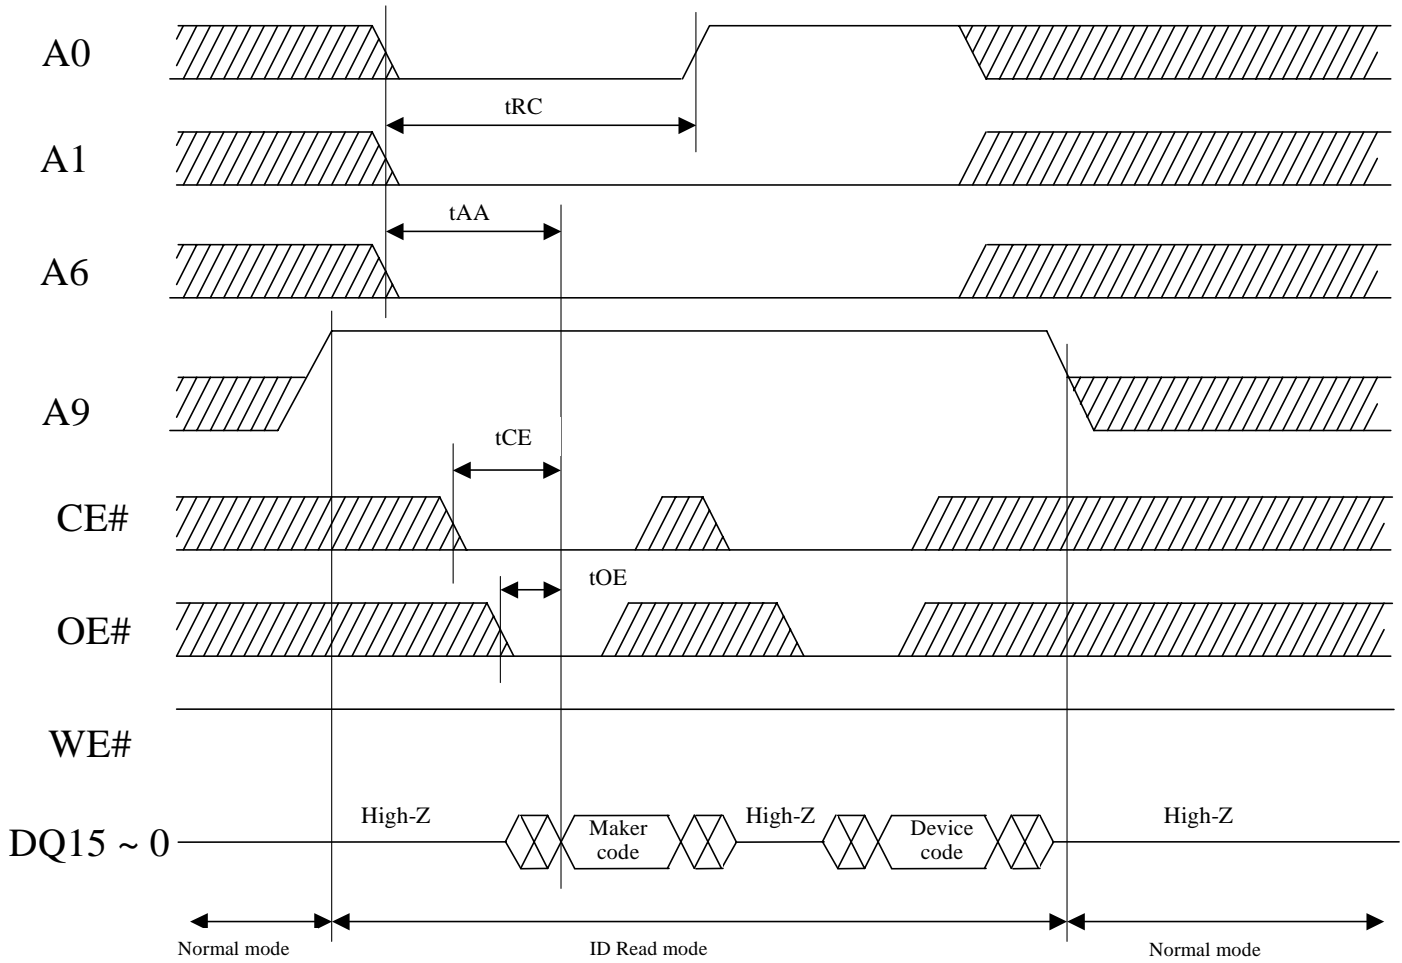 A0
tRC
A1
tAA
A6
A9
tCE
CE#
tOE
OE#
WE#
High-Z
High-Z
High-Z
DQ15 ~ 0
Maker
code
Device
code
Normal mode
ID Read mode
Normal mode